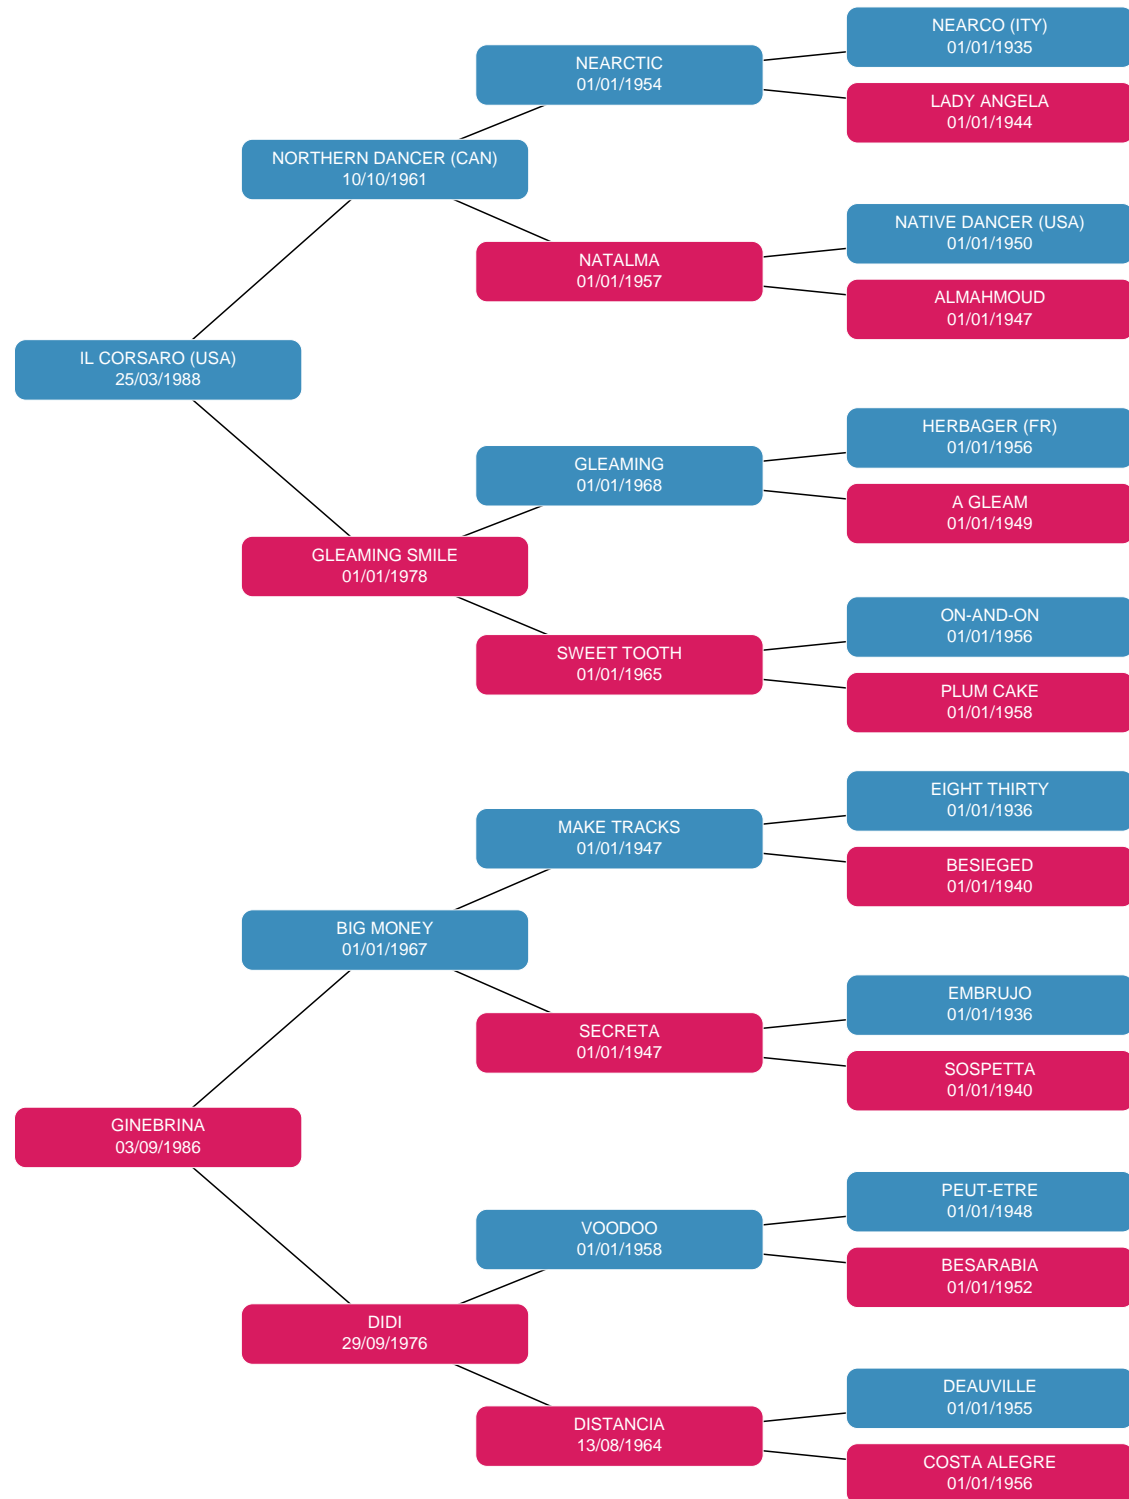 NEARCO (ITY)
01/01/1935
NEARCTIC
01/01/1954
LADY ANGELA
01/01/1944
NORTHERN DANCER (CAN)
10/10/1961
NATIVE DANCER (USA)
01/01/1950
NATALMA
01/01/1957
ALMAHMOUD
01/01/1947
IL CORSARO (USA)
25/03/1988
HERBAGER (FR)
01/01/1956
GLEAMING
01/01/1968
A GLEAM
01/01/1949
GLEAMING SMILE
01/01/1978
ON-AND-ON
01/01/1956
SWEET TOOTH
01/01/1965
PLUM CAKE
01/01/1958
EIGHT THIRTY
01/01/1936
MAKE TRACKS
01/01/1947
BESIEGED
01/01/1940
BIG MONEY
01/01/1967
EMBRUJO
01/01/1936
SECRETA
01/01/1947
SOSPETTA
01/01/1940
GINEBRINA
03/09/1986
PEUT-ETRE
01/01/1948
VOODOO
01/01/1958
BESARABIA
01/01/1952
DIDI
29/09/1976
DEAUVILLE
01/01/1955
DISTANCIA
13/08/1964
COSTA ALEGRE
01/01/1956